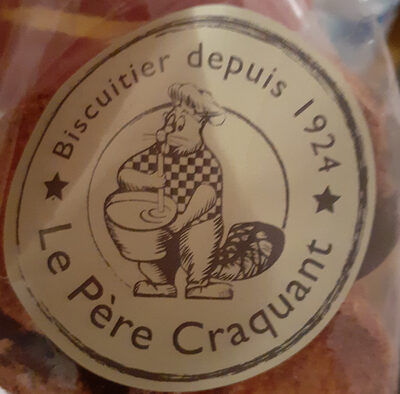 Biscuitier depuis 1924
Le Père Craquant